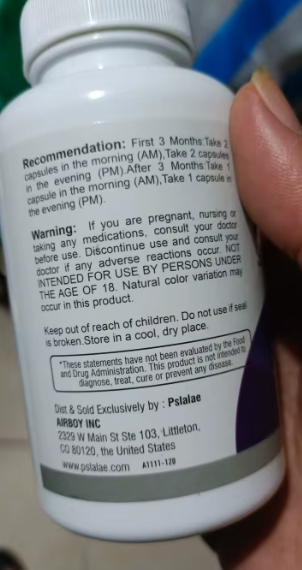 Recommendation: First 3 Months:Take 2
capsules in the morning (AM),Take 2 capsules
in the evening (PM).After 3 Months:Take 1
capsule in the morning (AM),Take 1 capsule in
the evening (PM).
Warning: If you are pregnant, nursing or
taking any medications, consult your doctor
before use. Discontinue use and consult your
doctor if any adverse reactions occur. NOT
INTENDED FOR USE BY PERSONS UNDER
THE AGE OF 18. Natural color variation may
occur in this product.
Keep out of reach of children. Do not use if seal
is broken.Store in a cool, dry place.
*These statements have not been evaluated by the Food
and Drug Administration. This product is not intended to
diagnose, treat, cure or prevent any disease.
Dist & Sold Exclusively by : Pslalae
AIRBOY INC
2329 W Main St Ste 103, Littleton,
CO 80120, the United States
www.pslalae.com A1111-120